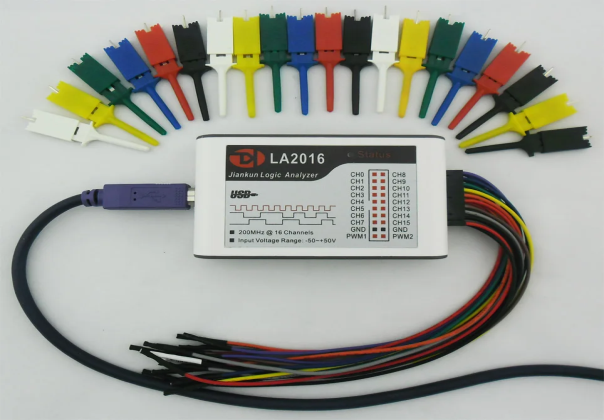 D LA2016
Status
Jiankun Logic Analyzer
USB
CH0 CH8
CH1 CH9
CH2 CH10
CH3 CH11
CH4 CH12
CH5 CH13
CH6 CH14
CH7 CH15
GND GND
PWM1 PWM2
200MHz @ 16 Channels
Input Voltage Range: -50~+50V